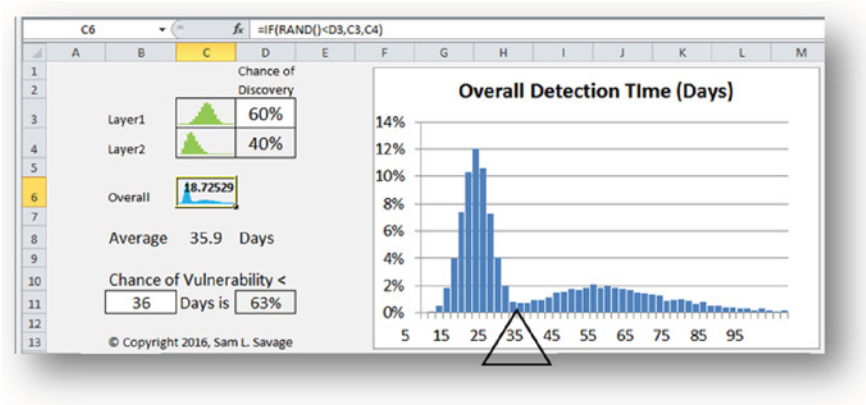 C6 fx =IF(RAND()<D3,C3,C4)
A B C D E F G H I J K L M
1 Chance of
2 Discovery
3 Layer1 60%
4 Layer2 40%
5
6 Overall 18.72529
7
8 Average 35.9 Days
9
10 Chance of Vulnerability <
11 36 Days is 63%
12
13 © Copyright 2016, Sam L. Savage
Overall Detection TIme (Days)
14%
12%
10%
8%
6%
4%
2%
0%
5 15 25 35 45 55 65 75 85 95